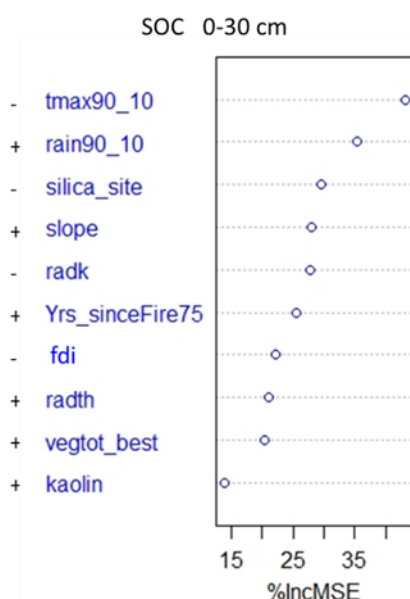 SOC 0-30 cm
- tmax90_10
+ rain90_10
- silica_site
+ slope
- radk
+ Yrs_sinceFire75
- fdi
+ radth
+ vegtot_best
+ kaolin
15 25 35
%IncMSE